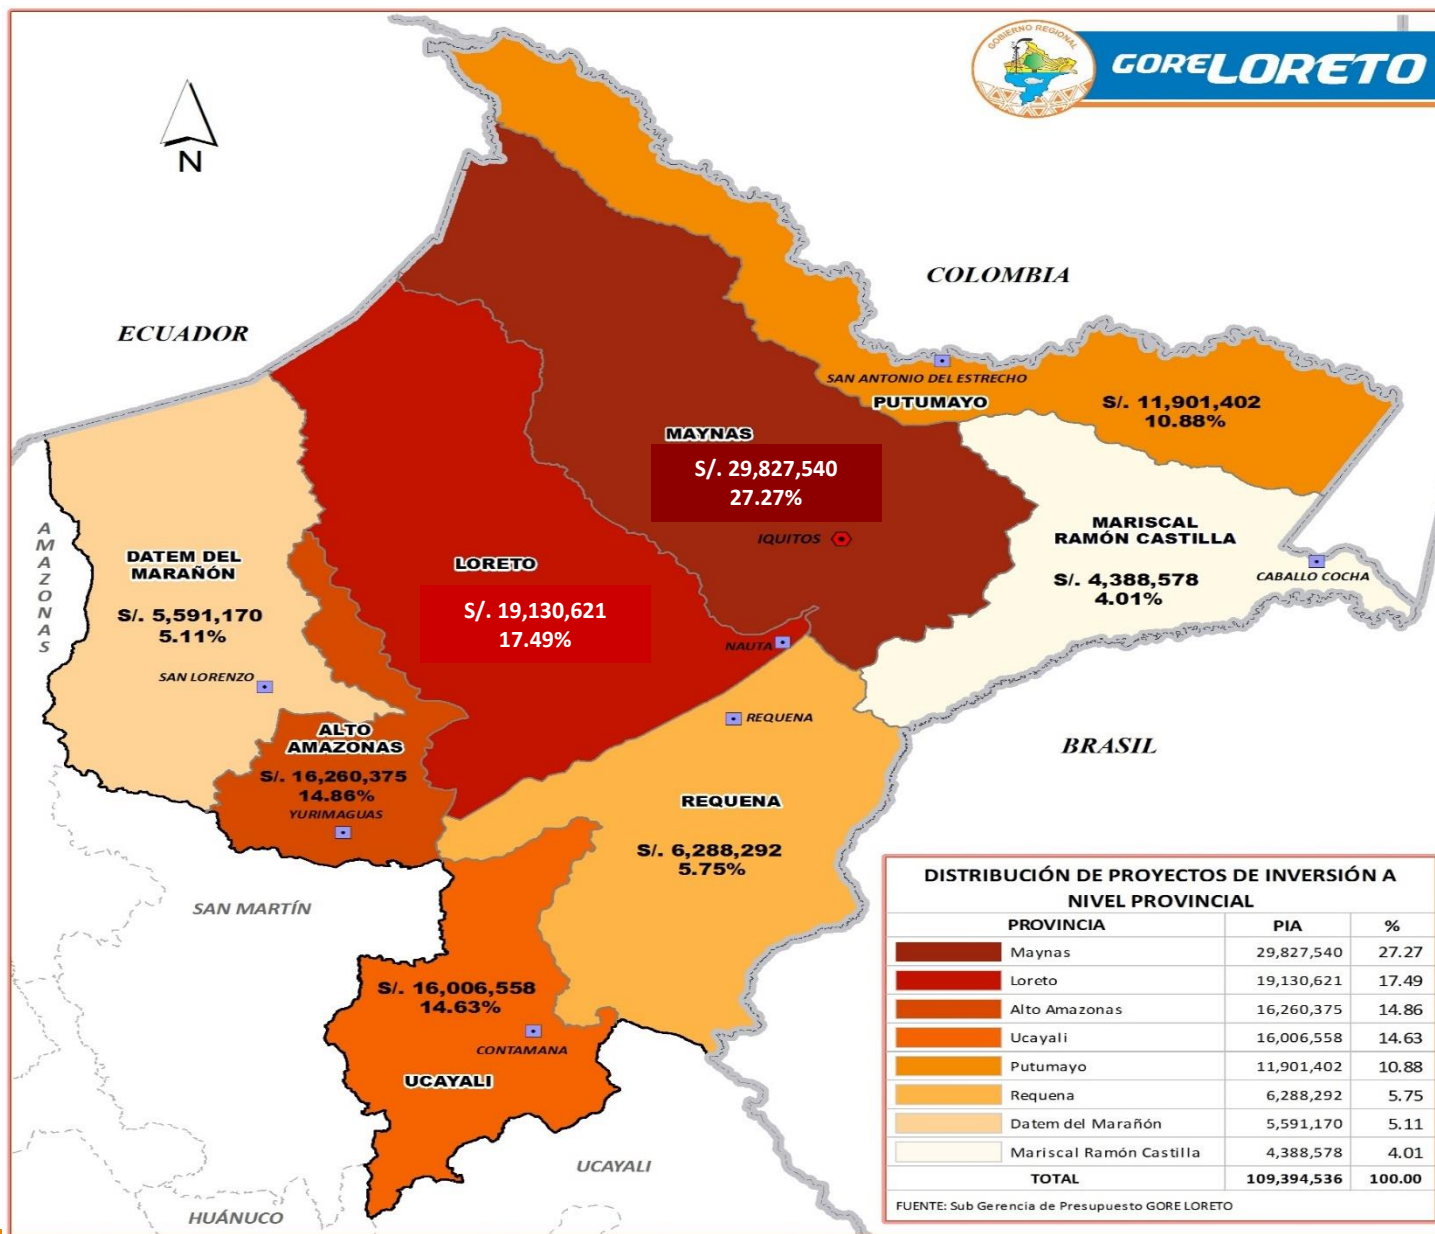 GOBIERNO REGIONAL
GORELORETO
N
COLOMBIA
ECUADOR
SAN ANTONIO DEL ESTRECHO
PUTUMAYO
S/. 11,901,402
10.88%
MAYNAS
S/. 29,827,540
27.27%
IQUITOS
MARISCAL
RAMÓN CASTILLA
S/. 4,388,578
4.01%
CABALLO COCHA
AMAZONAS
DATEM DEL
MARAÑÓN
S/. 5,591,170
5.11%
SAN LORENZO
LORETO
S/. 19,130,621
17.49%
NAUTA
REQUENA
BRASIL
ALTO
AMAZONAS
S/. 16,260,375
14.86%
YURIMAGUAS
REQUENA
S/. 6,288,292
5.75%
SAN MARTÍN
S/. 16,006,558
14.63%
CONTAMANA
UCAYALI
UCAYALI
HUÁNUCO
DISTRIBUCIÓN DE PROYECTOS DE INVERSIÓN A
NIVEL PROVINCIAL
PROVINCIA PIA %
Maynas 29,827,540 27.27
Loreto 19,130,621 17.49
Alto Amazonas 16,260,375 14.86
Ucayali 16,006,558 14.63
Putumayo 11,901,402 10.88
Requena 6,288,292 5.75
Datem del Marañón 5,591,170 5.11
Mariscal Ramón Castilla 4,388,578 4.01
TOTAL 109,394,536 100.00
FUENTE: Sub Gerencia de Presupuesto GORE LORETO